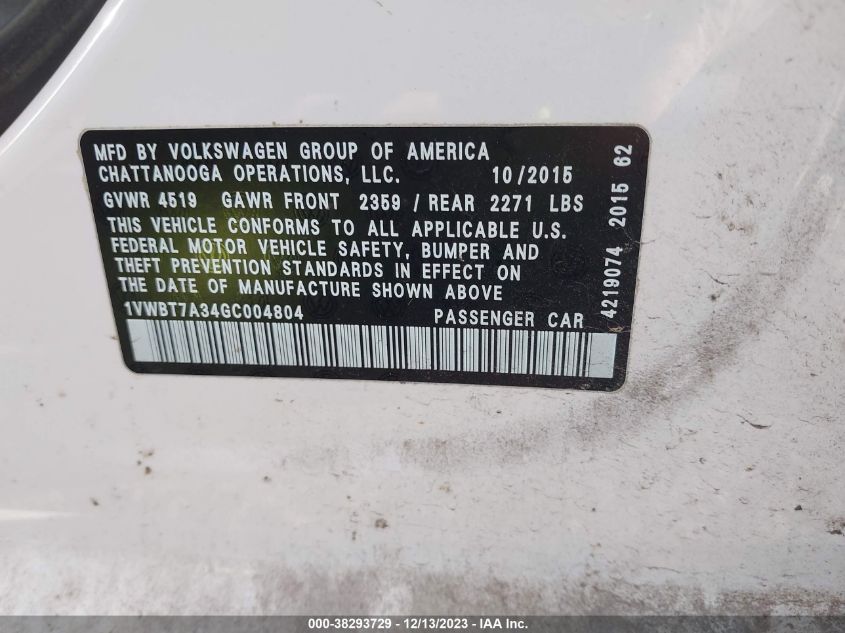 MFD BY VOLKSWAGEN GROUP OF AMERICA
CHATTANOOGA OPERATIONS, LLC. 10/2015
GVWR 4519 GAWR FRONT 2359 / REAR 2271 LBS
THIS VEHICLE CONFORMS TO ALL APPLICABLE U.S.
FEDERAL MOTOR VEHICLE SAFETY, BUMPER AND
THEFT PREVENTION STANDARDS IN EFFECT ON
THE DATE OF MANUFACTURE SHOWN ABOVE
1VWBT7A34GC004804 PASSENGER CAR
4219074 2015 62
000-38293729 - 12/13/2023 - IAA Inc.